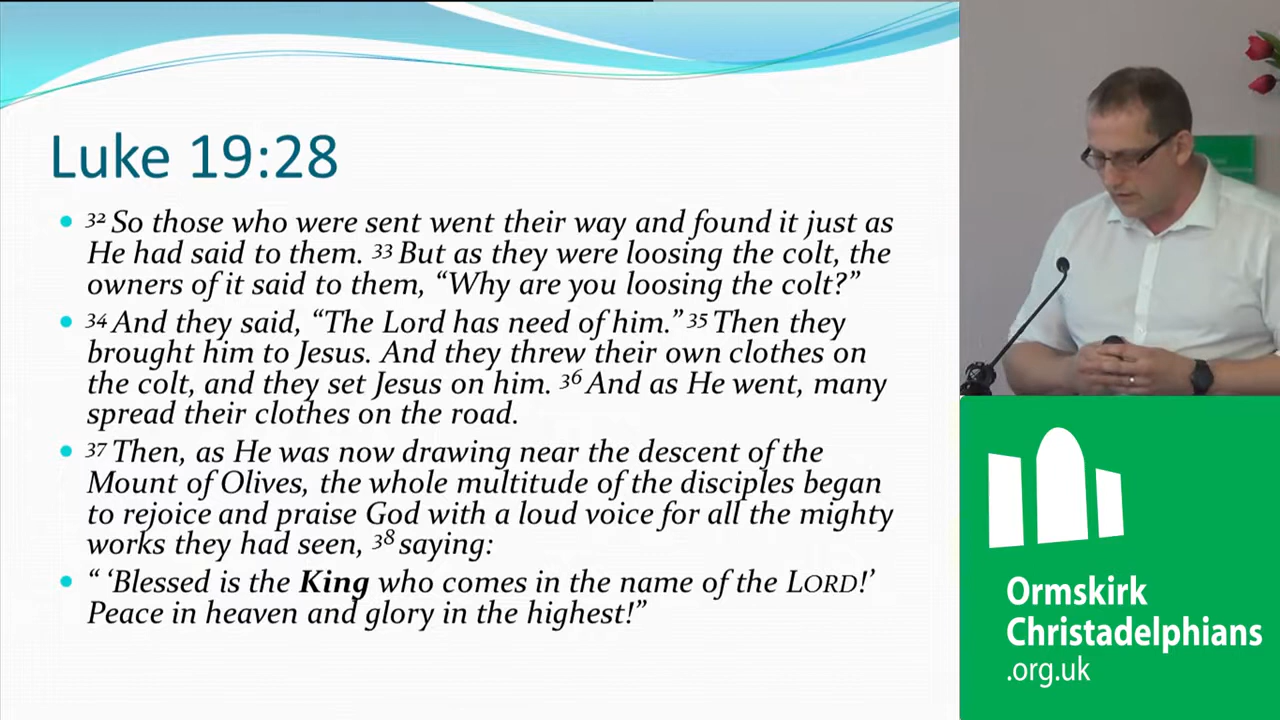 Luke 19:28
32 So those who were sent went their way and found it just as
He had said to them. 33 But as they were loosing the colt, the
owners of it said to them, “Why are you loosing the colt?”
34 And they said, “The Lord has need of him.” 35 Then they
brought him to Jesus. And they threw their own clothes on
the colt, and they set Jesus on him. 36 And as He went, many
spread their clothes on the road.
37 Then, as He was now drawing near the descent of the
Mount of Olives, the whole multitude of the disciples began
to rejoice and praise God with a loud voice for all the mighty
works they had seen, 38 saying:
“ ‘Blessed is the King who comes in the name of the LORD!’
Peace in heaven and glory in the highest!”
Ormskirk
Christadelphians
.org.uk